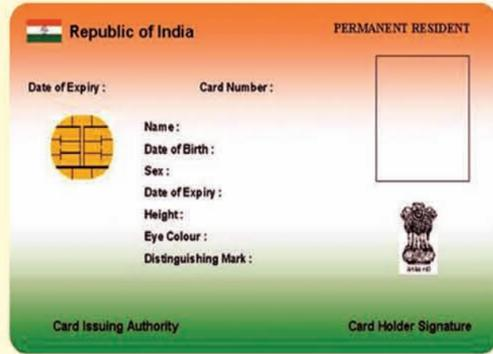 Republic of India
PERMANENT RESIDENT
Date of Expiry :
Card Number :
Name :
Date of Birth :
Sex :
Date of Expiry :
Height :
Eye Colour :
Distinguishing Mark :
Card Issuing Authority
Card Holder Signature